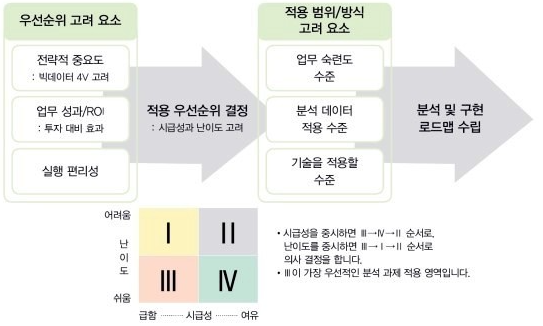 우선순위 고려 요소
전략적 중요도
: 빅데이터 4V 고려
업무 성과/ROI
: 투자 대비 효과
실행 편리성
적용 우선순위 결정
: 시급성과 난이도 고려
적용 범위/방식
고려 요소
업무 숙련도
수준
분석 데이터
적용 수준
기술을 적용할
수준
분석 및 구현
로드맵 수립
어려움
난
이
도
쉬움
Ⅰ
Ⅱ
Ⅲ
Ⅳ
급함 ········· 시급성 ········· 여유
• 시급성을 중시하면 Ⅲ→Ⅳ→Ⅱ 순서로,
난이도를 중시하면 Ⅲ→Ⅰ→Ⅱ 순서로
의사 결정을 합니다.
• Ⅲ이 가장 우선적인 분석 과제 적용 영역입니다.